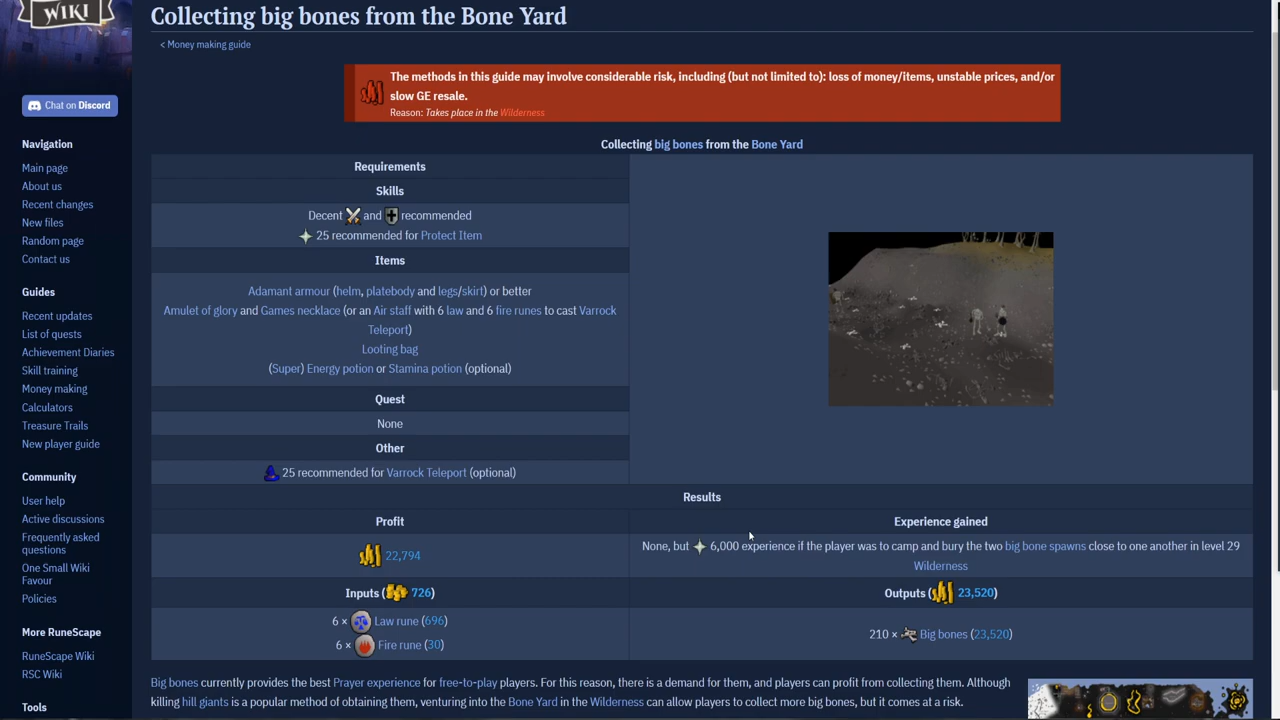 WIKI
Collecting big bones from the Bone Yard
< Money making guide
The methods in this guide may involve considerable risk, including (but not limited to): loss of money/items, unstable prices, and/or
slow GE resale.
Reason: Takes place in the Wilderness
Chat on Discord
Navigation
Main page
About us
Recent changes
New files
Random page
Contact us
Guides
Recent updates
List of quests
Achievement Diaries
Skill training
Money making
Calculators
Treasure Trails
New player guide
Community
User help
Active discussions
Frequently asked
questions
One Small Wiki
Favour
Policies
More RuneScape
RuneScape Wiki
RSC Wiki
Tools
Collecting big bones from the Bone Yard
Requirements
Skills
Decent and recommended
25 recommended for Protect Item
Items
Adamant armour (helm, platebody and legs/skirt) or better
Amulet of glory and Games necklace (or an Air staff with 6 law and 6 fire runes to cast Varrock
Teleport)
Looting bag
(Super) Energy potion or Stamina potion (optional)
Quest
None
Other
25 recommended for Varrock Teleport (optional)
Results
Profit
22,794
Experience gained
None, but 6,000 experience if the player was to camp and bury the two big bone spawns close to one another in level 29
Wilderness
Inputs (726)
6 × Law rune (696)
6 × Fire rune (30)
Outputs (23,520)
210 × Big bones (23,520)
Big bones currently provides the best Prayer experience for free-to-play players. For this reason, there is a demand for them, and players can profit from collecting them. Although
killing hill giants is a popular method of obtaining them, venturing into the Bone Yard in the Wilderness can allow players to collect more big bones, but it comes at a risk.